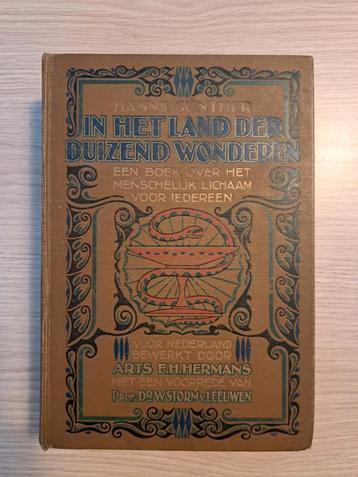 HANNS GÜNTHER
IN HET LAND DER
DUIZEND WONDEREN
EEN BOEK OVER HET
MENSCHELIJK LICHAAM
VOOR IEDEREEN
VOOR NEDERLAND
BEWERKT DOOR
ARTS E.H. HERMANS
MET EEN VOORREDE VAN
PROF. DR. W. STORM V. LEEUWEN